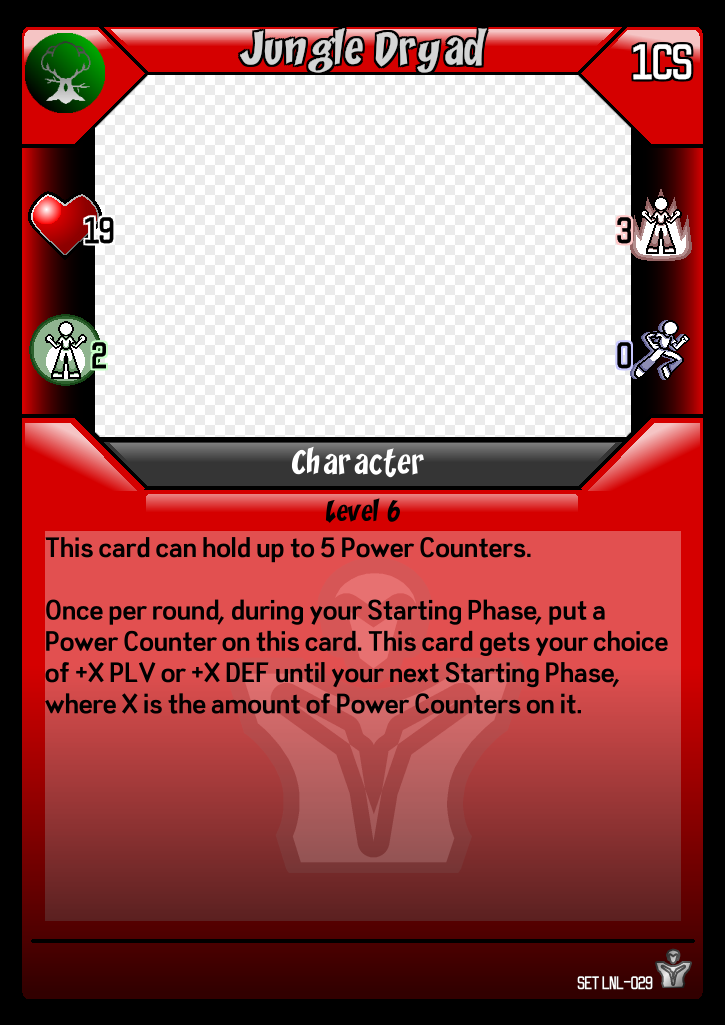 Jungle Dryad
1CS
19
3
2
0
Character
Level 6
This card can hold up to 5 Power Counters.
Once per round, during your Starting Phase, put a
Power Counter on this card. This card gets your choice
of +X PLV or +X DEF until your next Starting Phase,
where X is the amount of Power Counters on it.
SET LNL-029